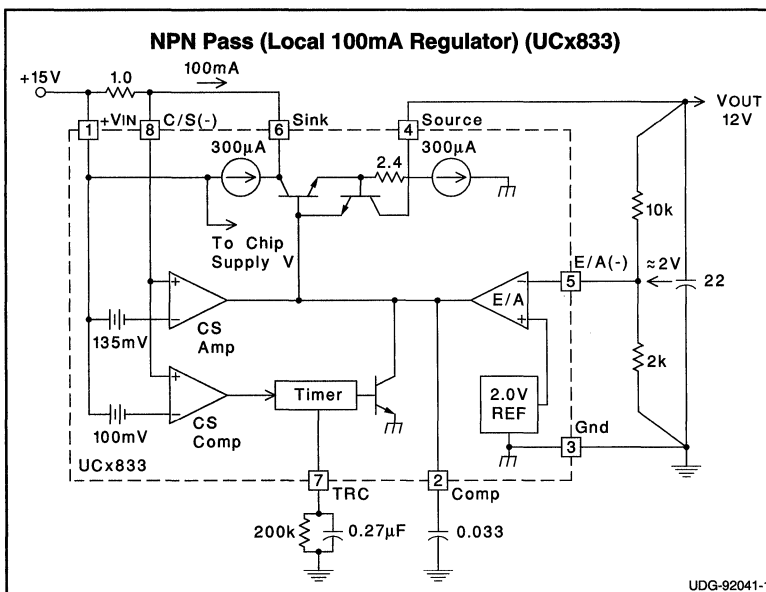 NPN Pass (Local 100mA Regulator) (UCx833)
+15V
1.0
100mA
1
+VIN
8
C/S(-)
6
Sink
4
Source
VOUT
12V
300µA
2.4
300µA
To Chip
Supply V
10k
E/A(-)
5
≈2V
22
+
-
CS
Amp
135mV
-
E/A
+
2k
+
-
CS
Comp
100mV
Timer
2.0V
REF
Gnd
3
UCx833
7
TRC
2
Comp
200k
0.27µF
0.033
UDG-92041-1